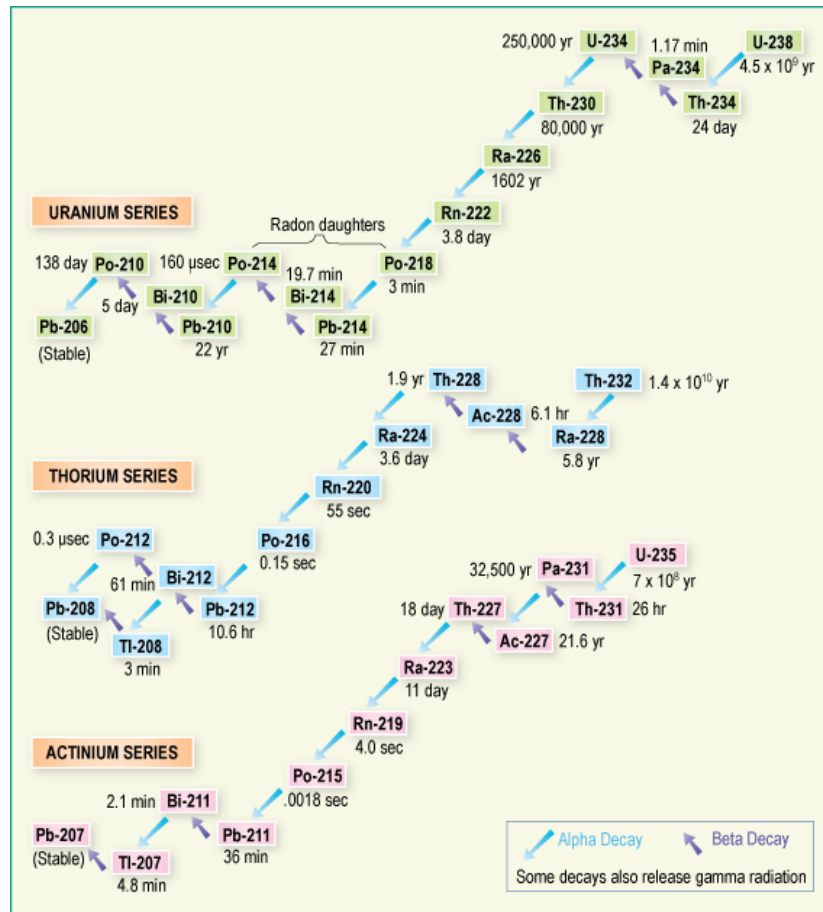 250,000 yr U-234 1.17 min U-238
Pa-234 4.5 x 10⁹ yr
Th-230 Th-234
80,000 yr 24 day
Ra-226
1602 yr
URANIUM SERIES Rn-222
Radon daughters 3.8 day
138 day Po-210 160 µsec Po-214 19.7 min Po-218
5 day Bi-210 Bi-214 3 min
Pb-206 Pb-210 Pb-214
(Stable) 22 yr 27 min
1.9 yr Th-228 Th-232 1.4 x 10¹⁰ yr
Ac-228 6.1 hr
Ra-224 Ra-228
3.6 day 5.8 yr
THORIUM SERIES
Rn-220
55 sec
0.3 µsec Po-212 Po-216
0.15 sec
61 min Bi-212
Pb-208 Pb-212
(Stable) 10.6 hr
Tl-208
3 min
U-235
32,500 yr Pa-231 7 x 10⁸ yr
18 day Th-227 Th-231 26 hr
Ac-227 21.6 yr
Ra-223
11 day
Rn-219
4.0 sec
ACTINIUM SERIES
Po-215
.0018 sec
2.1 min Bi-211
Pb-207 Pb-211
(Stable) 36 min
Tl-207
4.8 min
Alpha Decay Beta Decay
Some decays also release gamma radiation